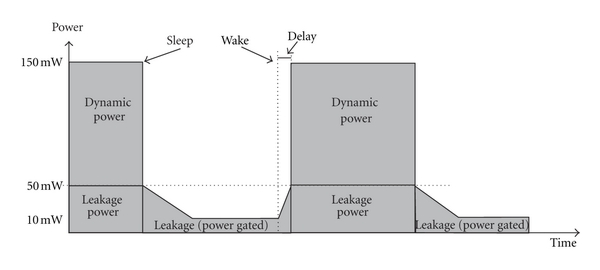 Power
Sleep
Wake
Delay
150 mW
Dynamic
power
Dynamic
power
50 mW
Leakage
power
Leakage
power
10 mW
Leakage (power gated)
Leakage (power gated)
Time